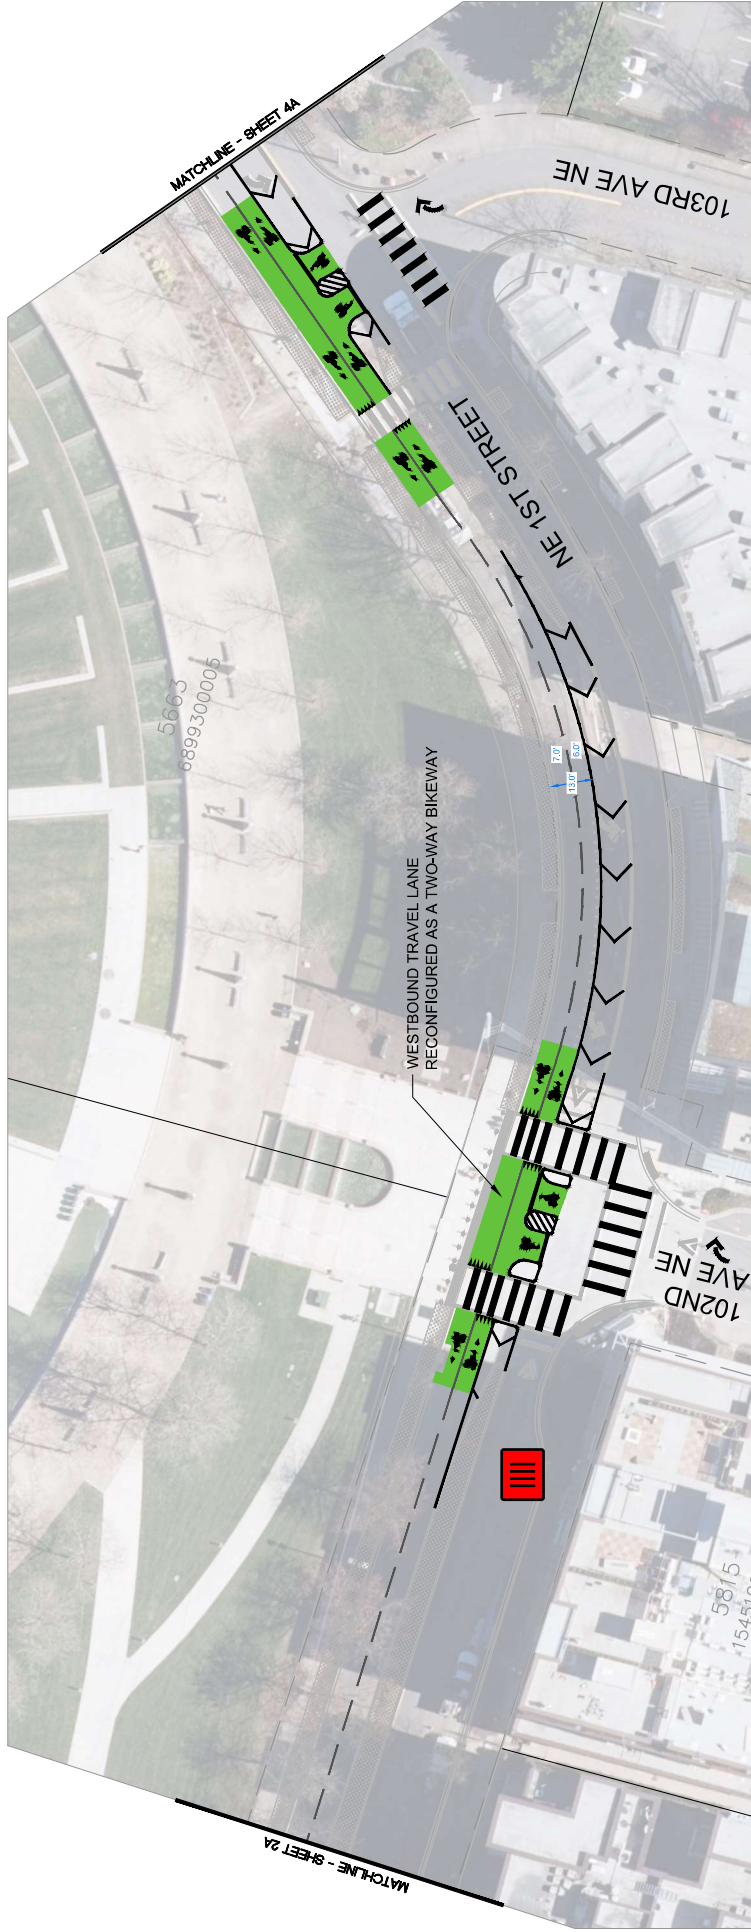 MATCHLINE - SHEET 4A
103RD AVE NE
NE 1ST STREET
5663
6899300005
7.0'
6.0'
13.0'
WESTBOUND TRAVEL LANE
RECONFIGURED AS A TWO-WAY BIKEWAY
102ND
AVE NE
5815
MATCHLINE - SHEET 2A